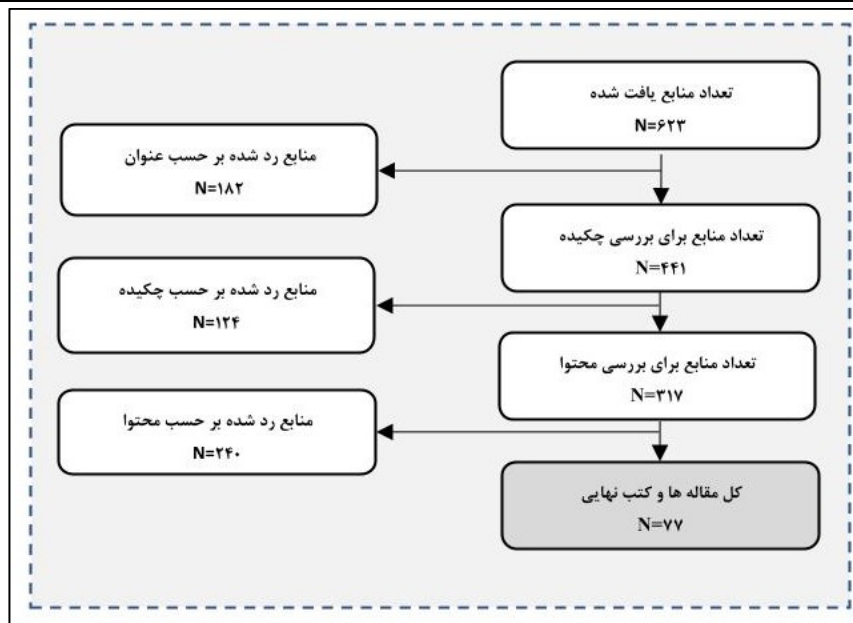 تعداد منابع یافت شده
N=۶۲۳
منابع رد شده بر حسب عنوان
N=۱۸۲
تعداد منابع برای بررسی چکیده
N=۴۴۱
منابع رد شده بر حسب چکیده
N=۱۲۴
تعداد منابع برای بررسی محتوا
N=۳۱۷
منابع رد شده بر حسب محتوا
N=۲۴۰
کل مقاله ها و کتب نهایی
N=۷۷